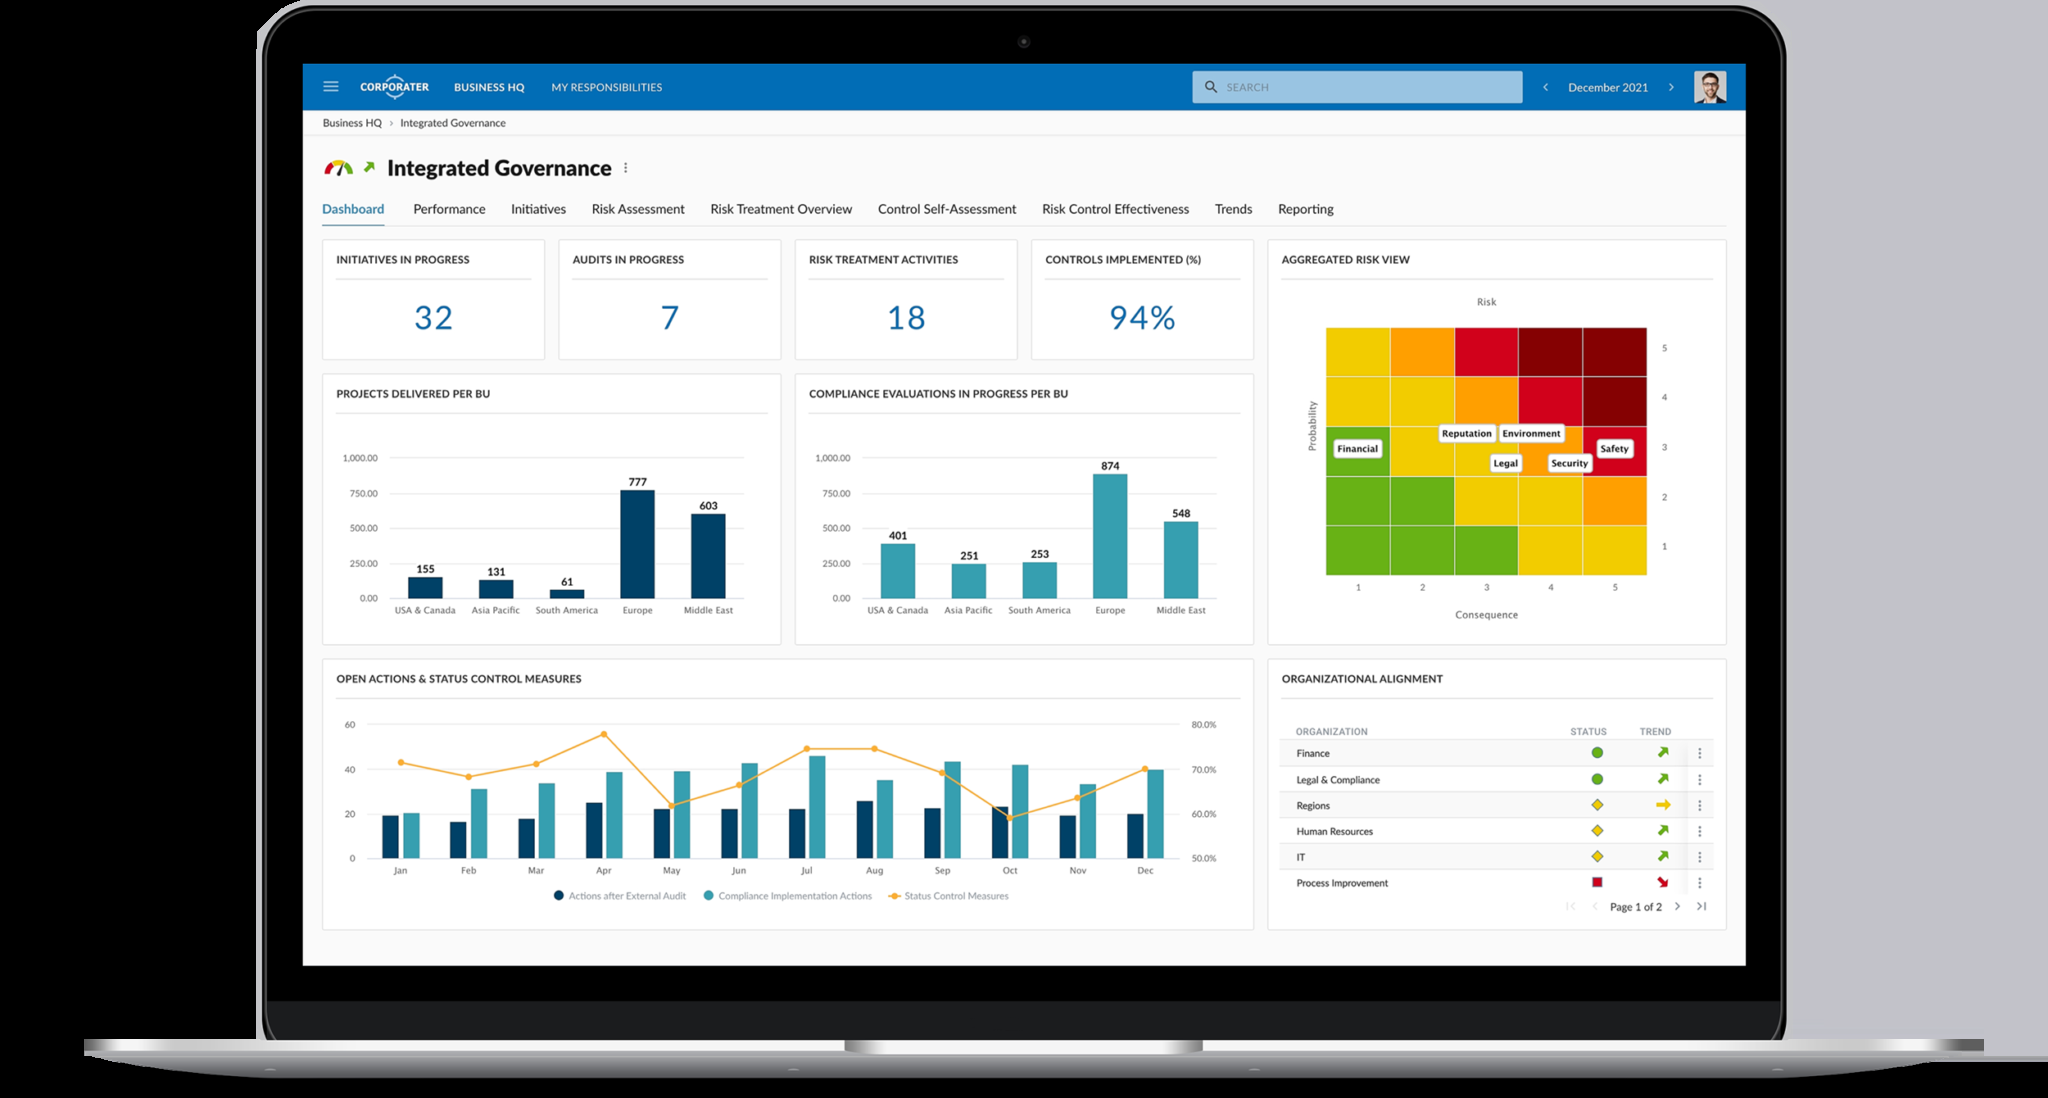 CORPORATER BUSINESS HQ MY RESPONSIBILITIES SEARCH December 2021
Business HQ > Integrated Governance
Integrated Governance
Dashboard Performance Initiatives Risk Assessment Risk Treatment Overview Control Self-Assessment Risk Control Effectiveness Trends Reporting
INITIATIVES IN PROGRESS
32
AUDITS IN PROGRESS
7
RISK TREATMENT ACTIVITIES
18
CONTROLS IMPLEMENTED (%)
94%
AGGREGATED RISK VIEW
Risk
Probability
5
4
3
2
1
Reputation Environment
Financial Safety
Legal Security
1 2 3 4 5
Consequence
PROJECTS DELIVERED PER BU
1,000.00
750.00
500.00
250.00
0.00
155 131 61 777 603
USA & Canada Asia Pacific South America Europe Middle East
COMPLIANCE EVALUATIONS IN PROGRESS PER BU
1,000.00
750.00
500.00
250.00
0.00
401 251 253 874 548
USA & Canada Asia Pacific South America Europe Middle East
OPEN ACTIONS & STATUS CONTROL MEASURES
60 80.0%
40 70.0%
20 60.0%
0 50.0%
Jan Feb Mar Apr May Jun Jul Aug Sep Oct Nov Dec
Actions after External Audit Compliance Implementation Actions Status Control Measures
ORGANIZATIONAL ALIGNMENT
ORGANIZATION STATUS TREND
Finance
Legal & Compliance
Regions
Human Resources
IT
Process Improvement
Page 1 of 2